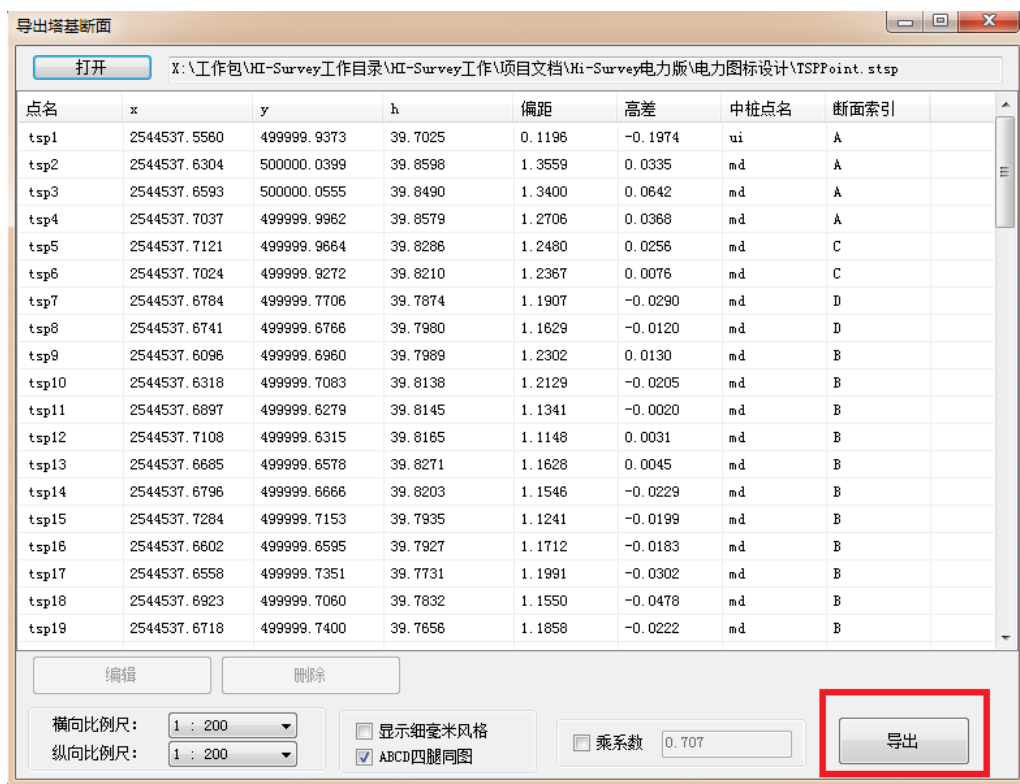 导出塔基断面
打开 X:\工作包\HI-Survey工作目录\HI-Survey工作\项目文档\Hi-Survey电力版\电力图标设计\TSPPoint.stsp
点名 x y h 偏距 高差 中桩点名 断面索引
tsp1 2544537.5560 499999.9373 39.7025 0.1196 -0.1974 ui A
tsp2 2544537.6304 500000.0399 39.8598 1.3559 0.0335 md A
tsp3 2544537.6593 500000.0555 39.8490 1.3400 0.0642 md A
tsp4 2544537.7037 499999.9962 39.8579 1.2706 0.0368 md A
tsp5 2544537.7121 499999.9664 39.8286 1.2480 0.0256 md C
tsp6 2544537.7024 499999.9272 39.8210 1.2367 0.0076 md C
tsp7 2544537.6784 499999.7706 39.7874 1.1907 -0.0290 md D
tsp8 2544537.6741 499999.6766 39.7980 1.1629 -0.0120 md D
tsp9 2544537.6096 499999.6960 39.7989 1.2302 0.0130 md B
tsp10 2544537.6318 499999.7083 39.8138 1.2129 -0.0205 md B
tsp11 2544537.6897 499999.6279 39.8145 1.1341 -0.0020 md B
tsp12 2544537.7108 499999.6315 39.8165 1.1148 0.0031 md B
tsp13 2544537.6685 499999.6578 39.8271 1.1628 0.0045 md B
tsp14 2544537.6796 499999.6666 39.8203 1.1546 -0.0229 md B
tsp15 2544537.7284 499999.7153 39.7935 1.1241 -0.0199 md B
tsp16 2544537.6602 499999.6595 39.7927 1.1712 -0.0183 md B
tsp17 2544537.6558 499999.7351 39.7731 1.1991 -0.0302 md B
tsp18 2544537.6923 499999.7060 39.7832 1.1550 -0.0478 md B
tsp19 2544537.6718 499999.7400 39.7656 1.1858 -0.0222 md B
编辑 删除
横向比例尺: 1 : 200 显示细毫米风格 乘系数 0.707 导出
纵向比例尺: 1 : 200 ABCD四腿同图